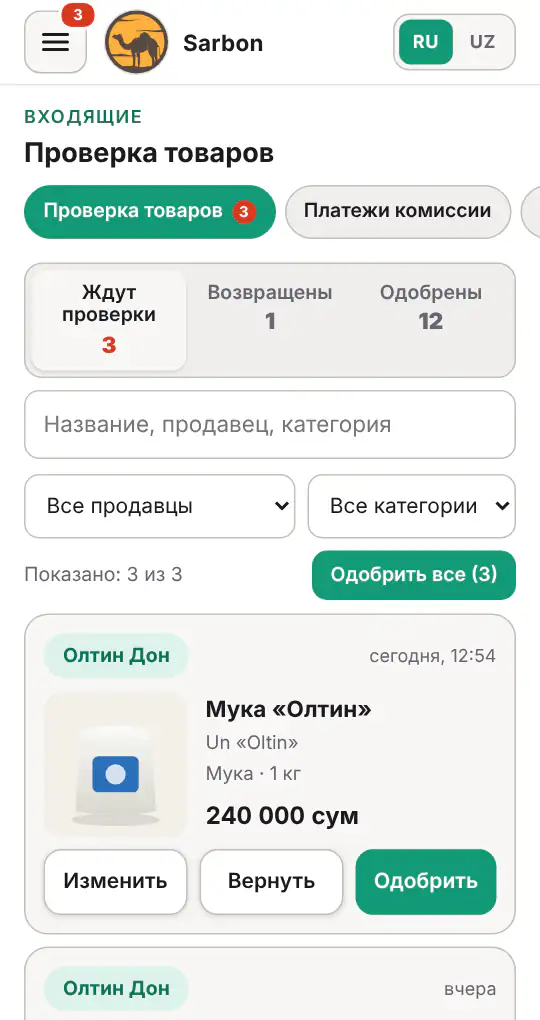 3
Sarbon
RU UZ
ВХОДЯЩИЕ
Проверка товаров
Проверка товаров 3
Платежи комиссии
Ждут проверки
3
Возвращены
1
Одобрены
12
Название, продавец, категория
Все продавцы
Все категории
Показано: 3 из 3
Одобрить все (3)
Олтин Дон
сегодня, 12:54
Мука «Олтин»
Un «Oltin»
Мука · 1 кг
240 000 сум
Изменить
Вернуть
Одобрить
Олтин Дон
вчера